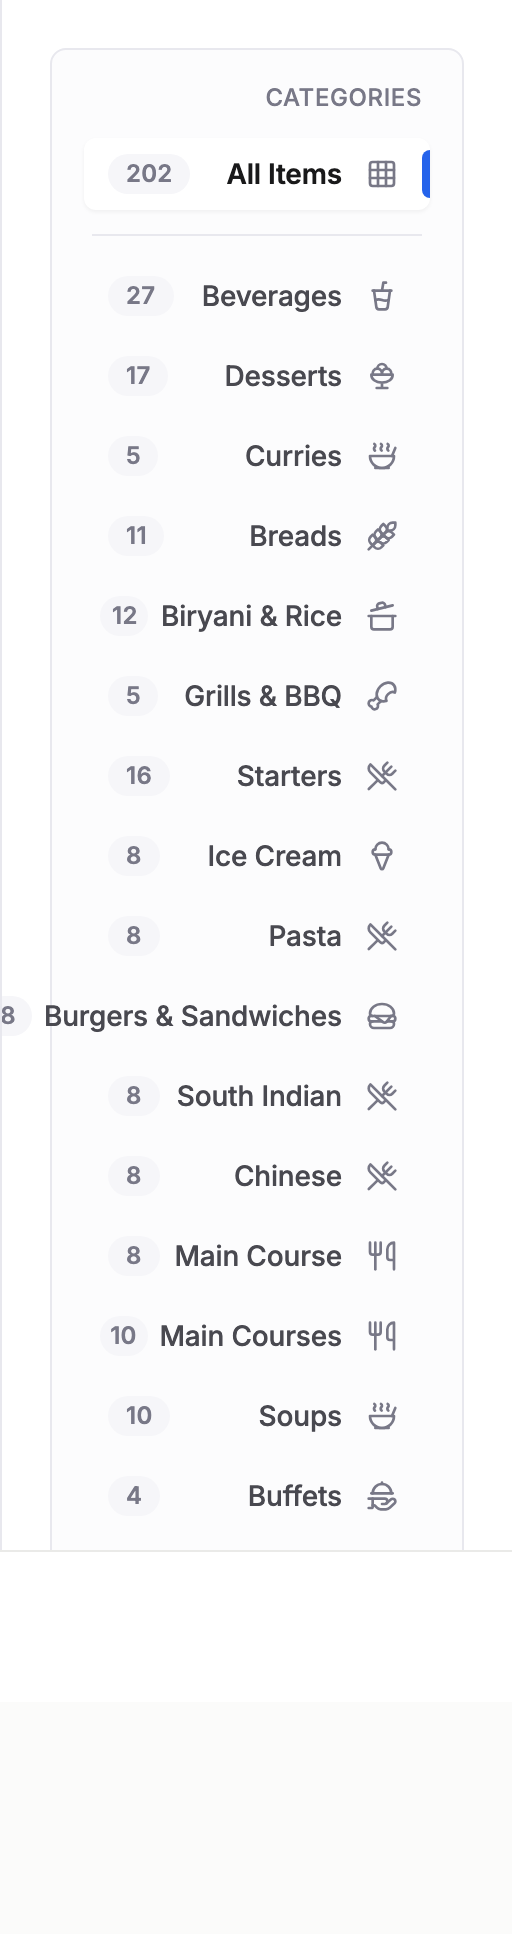 CATEGORIES
All Items 202
Beverages 27
Desserts 17
Curries 5
Breads 11
Biryani & Rice 12
Grills & BBQ 5
Starters 16
Ice Cream 8
Pasta 8
Burgers & Sandwiches 8
South Indian 8
Chinese 8
Main Course 8
Main Courses 10
Soups 10
Buffets 4